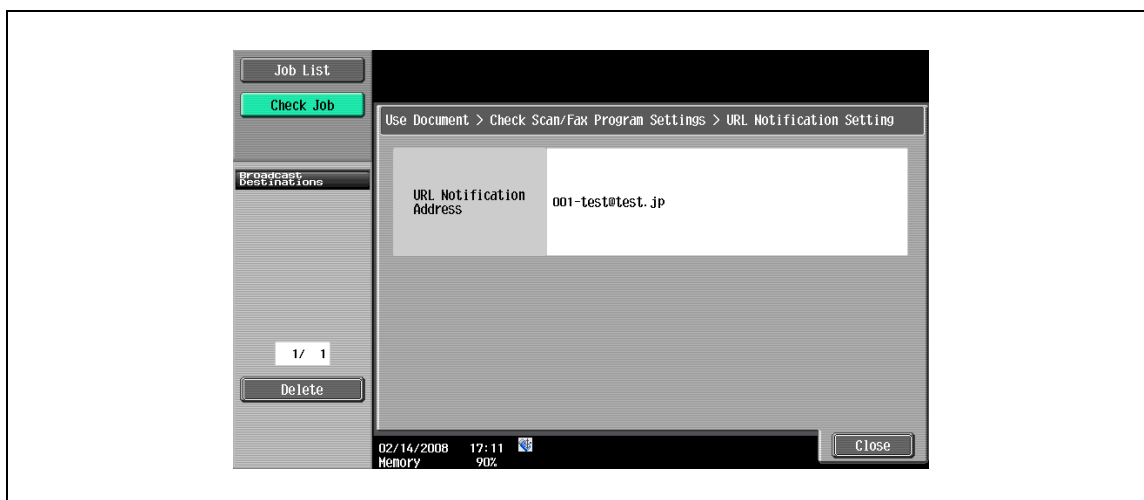 Job List
Check Job
Use Document > Check Scan/Fax Program Settings > URL Notification Setting
Broadcast
Destinations
URL Notification
Address
001-test@test.jp
1/ 1
Delete
02/14/2008 17:11
Memory 90%
Close